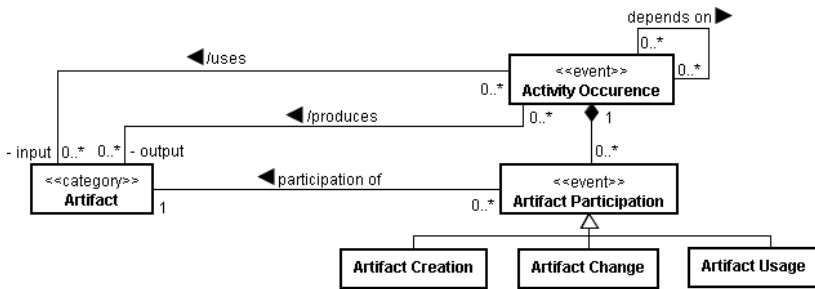 depends on ▶
0..*
◀/uses
<<event>>
Activity Occurence
0..*
0..*
◀/produces
0..*
1
- input
0..*
0..*
- output
0..*
<<category>>
Artifact
◀participation of
<<event>>
Artifact Participation
1
0..*
Artifact Creation
Artifact Change
Artifact Usage